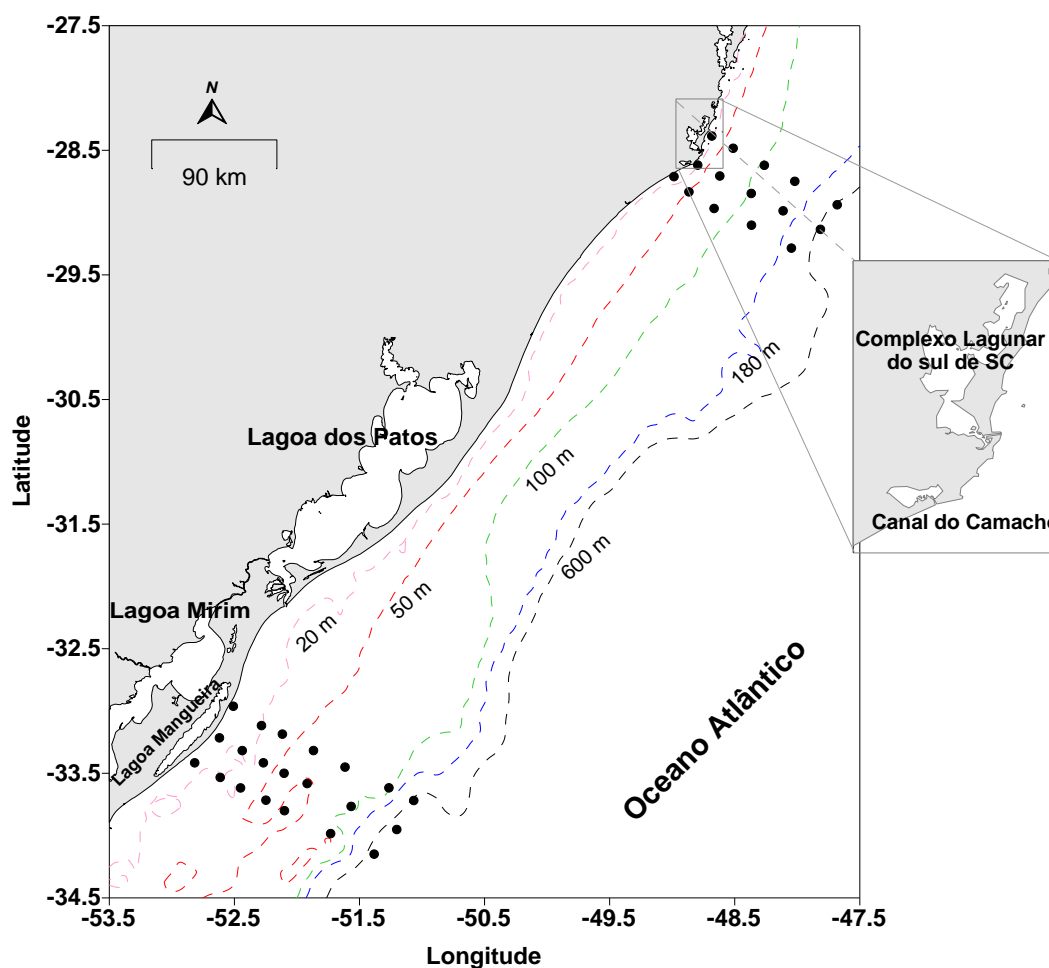 -27.5
-28.5
-29.5
-30.5
-31.5
-32.5
-33.5
-34.5
Latitude
N
90 km
Complexo Lagunar
do sul de SC
Canal do Camacho
180 m
Lagoa dos Patos
100 m
600 m
50 m
20 m
Lagoa Mirim
Lagoa Mangueira
Oceano Atlântico
-53.5 -52.5 -51.5 -50.5 -49.5 -48.5 -47.5
Longitude